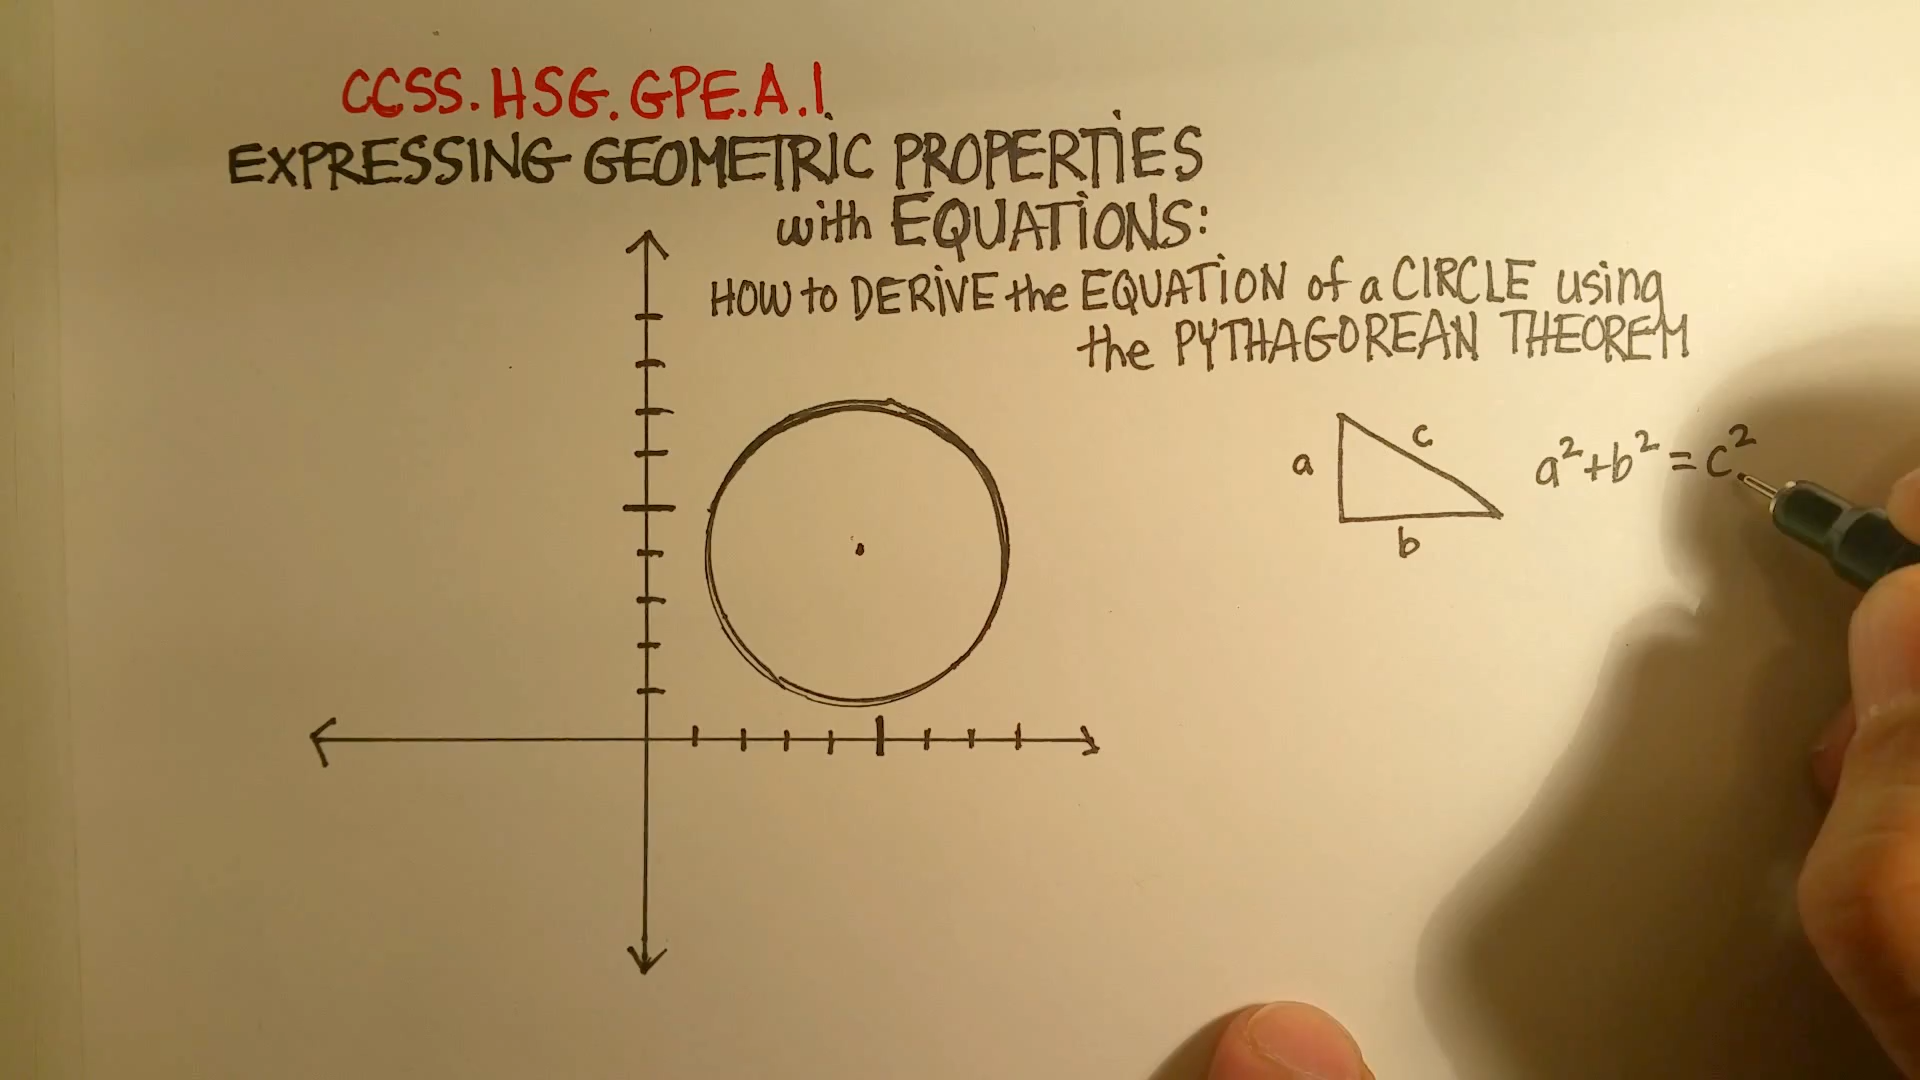 CCSS.HSG.GPE.A.1.
EXPRESSING GEOMETRIC PROPERTIES
with EQUATIONS:
HOW to DERIVE the EQUATION of a CIRCLE using
the PYTHAGOREAN THEOREM
a
c
b
a²+b²=c²